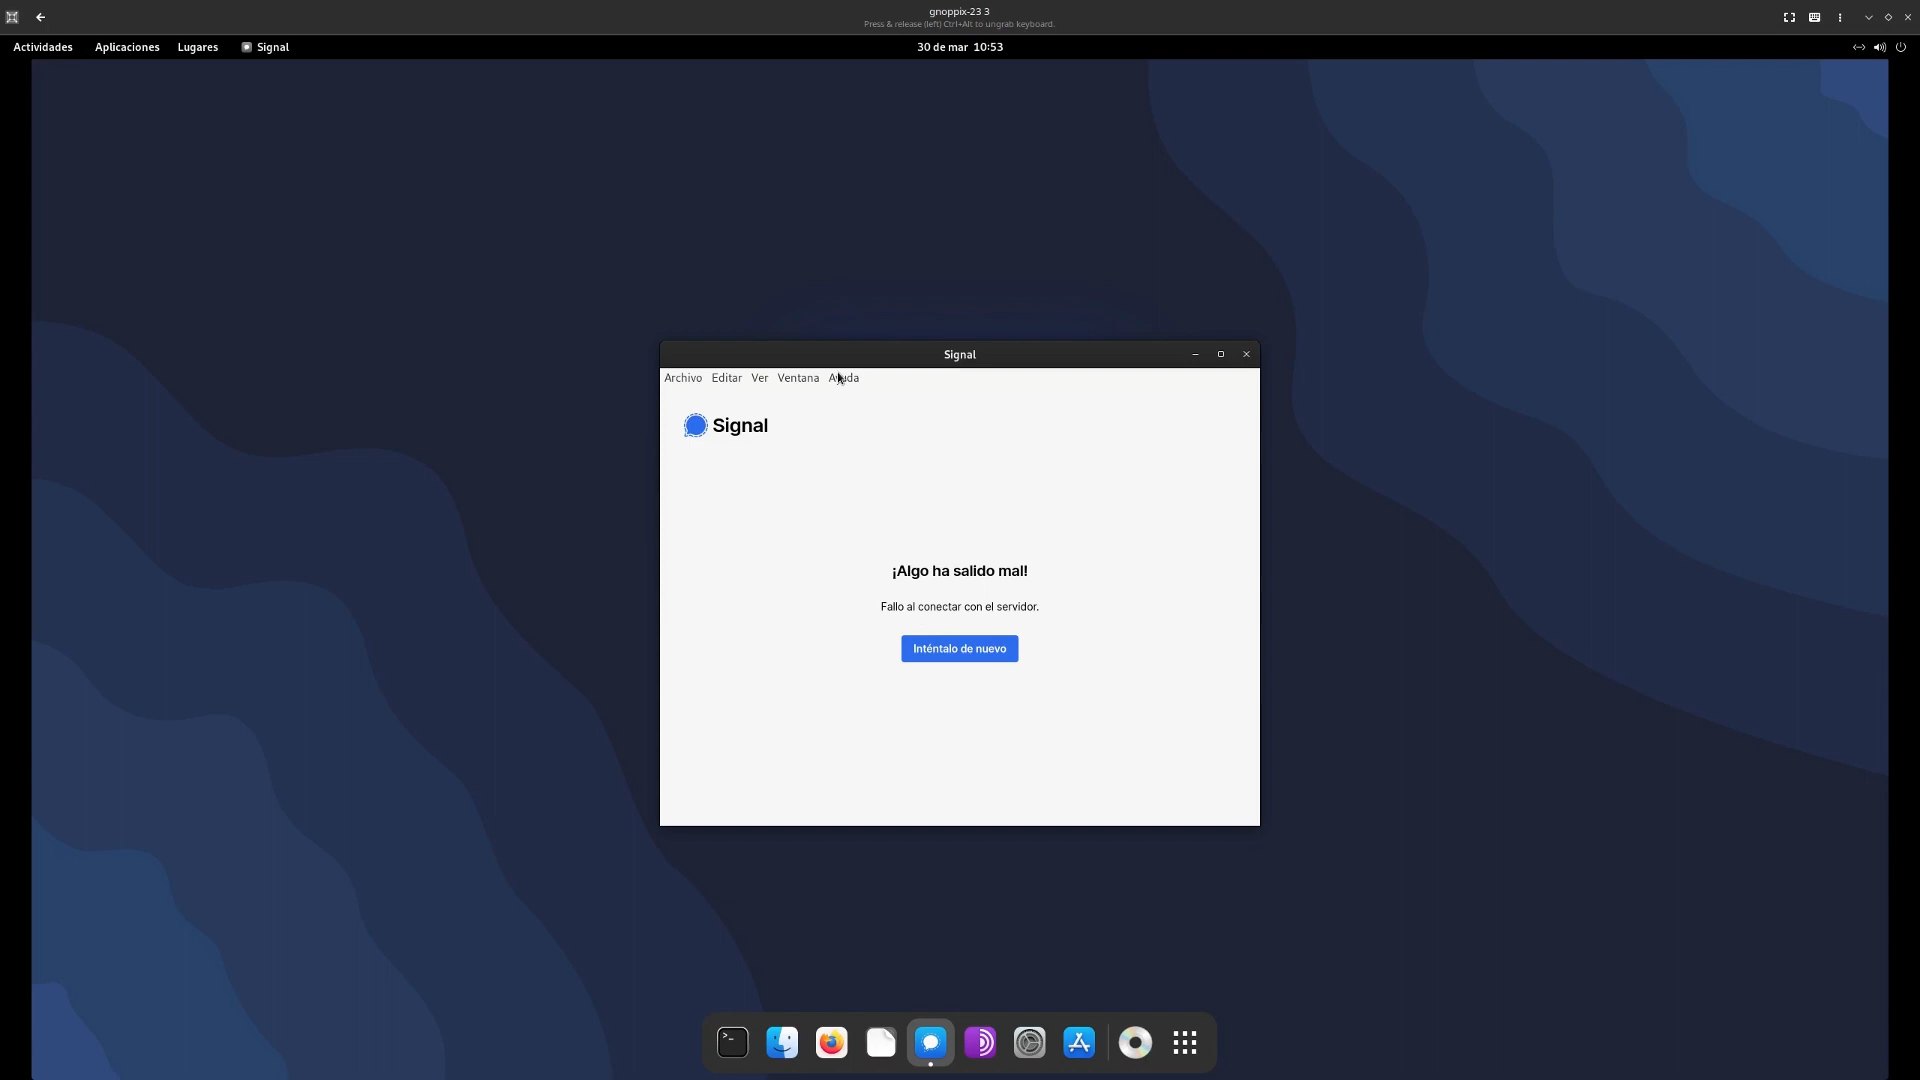 gnoppix-23 3
Press & release (left) Ctrl+Alt to ungrab keyboard.
Actividades Aplicaciones Lugares Signal 30 de mar 10:53
Signal
Archivo Editar Ver Ventana Ayuda
Signal
¡Algo ha salido mal!
Fallo al conectar con el servidor.
Inténtalo de nuevo